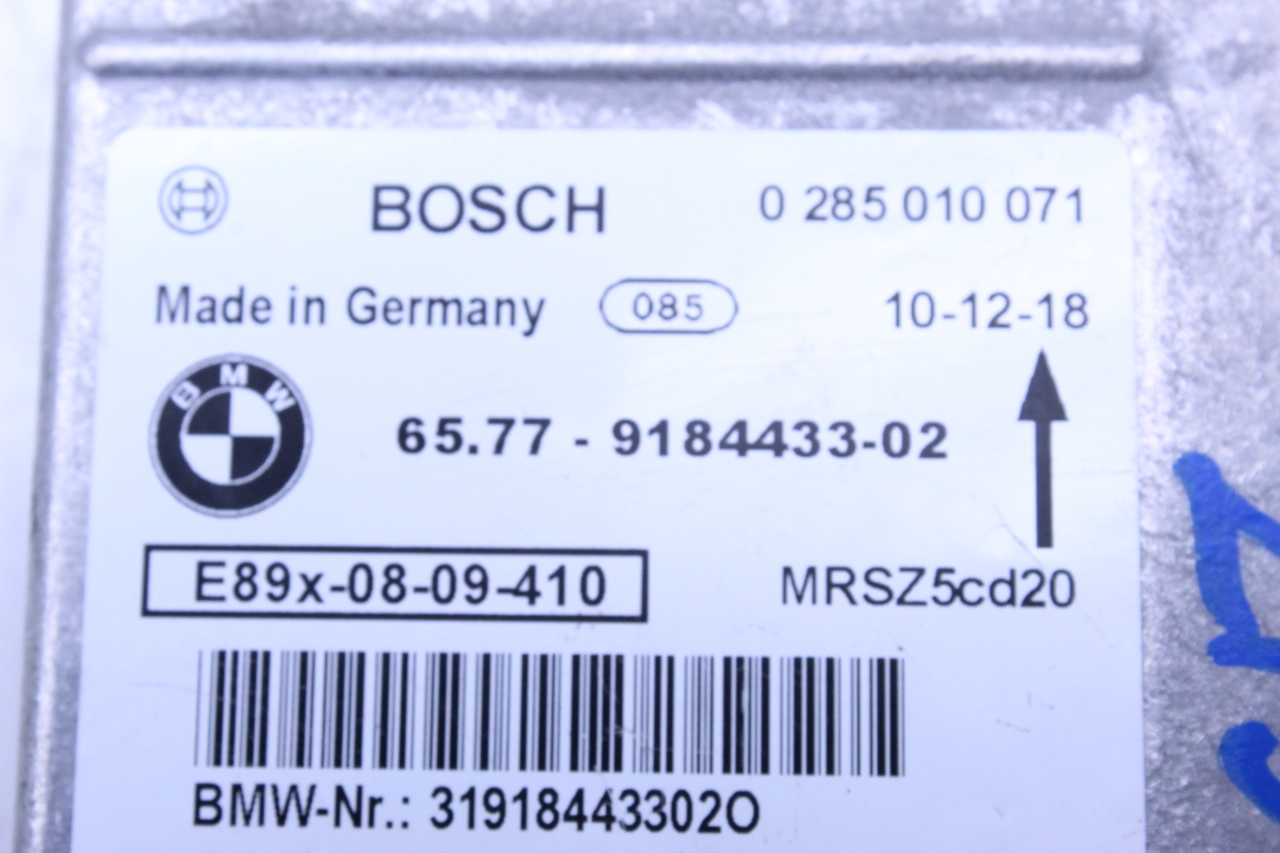 BOSCH 0 285 010 071
Made in Germany 085 10-12-18
BMW 65.77 - 9184433-02
E89x-08-09-410 MRSZ5cd20
BMW-Nr.: 31918443302O